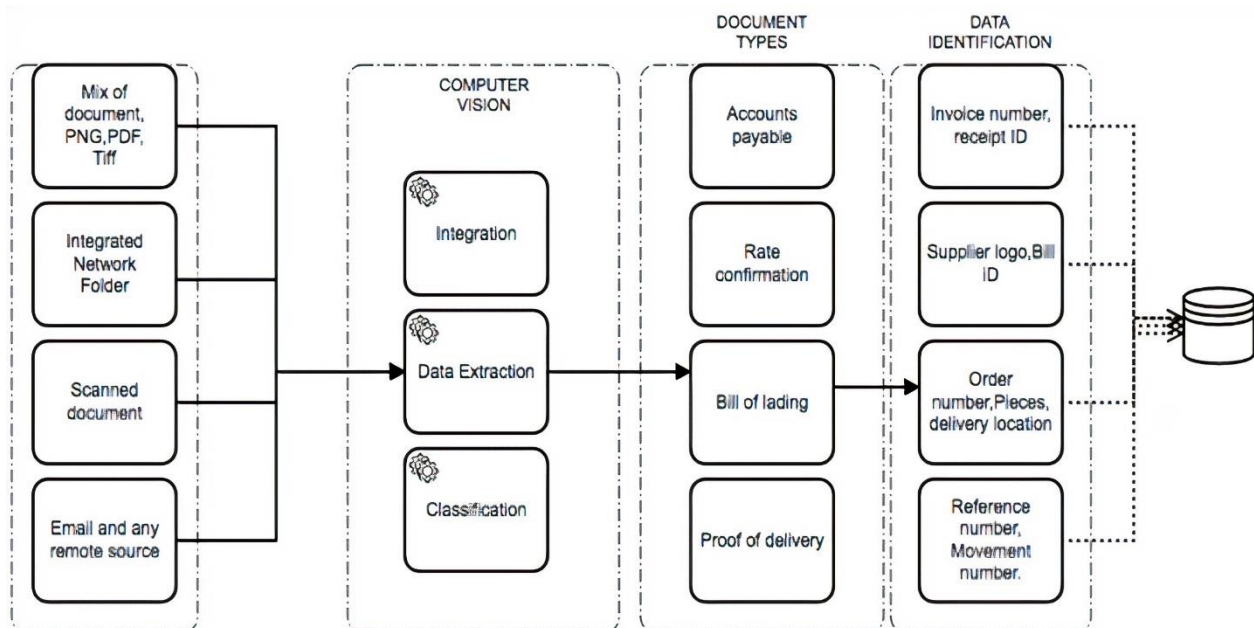 DOCUMENT
TYPES
DATA
IDENTIFICATION
Mix of
document,
PNG,PDF,
Tiff
Integrated
Network
Folder
Scanned
document
Email and any
remote source
COMPUTER
VISION
Integration
Data Extraction
Classification
Accounts
payable
Rate
confirmation
Bill of lading
Proof of delivery
Invoice number,
receipt ID
Supplier logo,Bill
ID
Order
number,Pieces,
delivery location
Reference
number,
Movement
number.